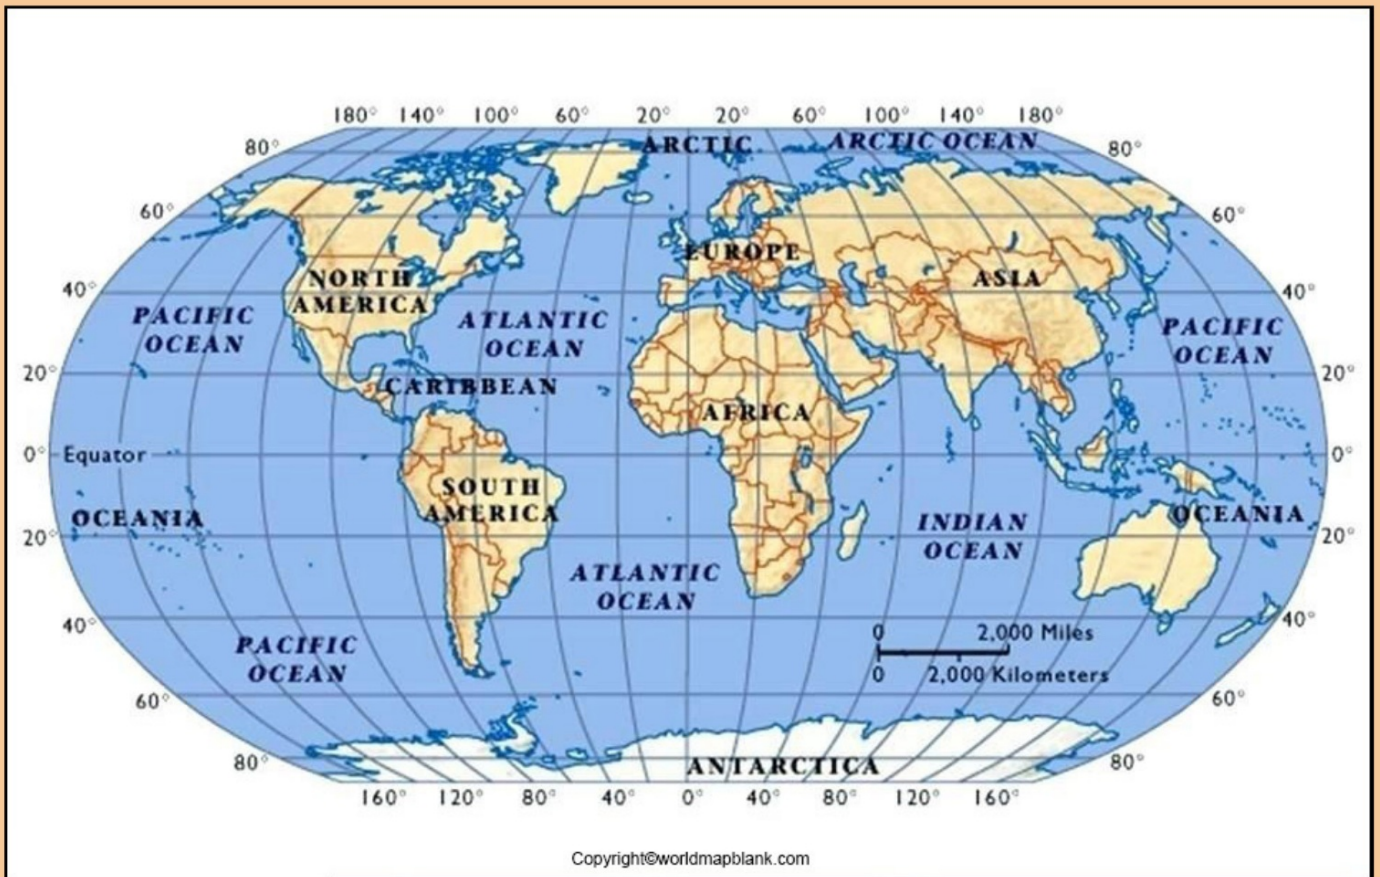 180° 140° 100° 60° 20° 20° 60° 100° 140° 180°
80° ARCTIC ARCTIC OCEAN 80°
60° 60°
EUROPE
NORTH
AMERICA
ASIA
40° 40°
PACIFIC
OCEAN
ATLANTIC
OCEAN
PACIFIC
OCEAN
20° 20°
CARIBBEAN
AFRICA
0° Equator 0°
SOUTH
AMERICA
OCEANIA
INDIAN
OCEAN
OCEANIA
20° 20°
ATLANTIC
OCEAN
40° 40°
PACIFIC
OCEAN
0 2,000 Miles
0 2,000 Kilometers
60° 60°
80° ANTARCTICA 80°
160° 120° 80° 40° 0° 40° 80° 120° 160°
Copyright©worldmapblank.com